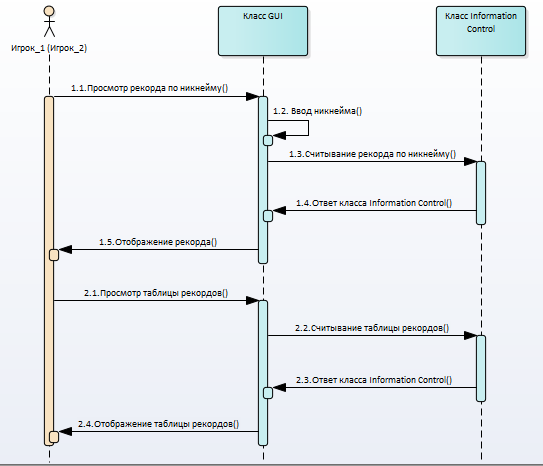 Класс GUI
Класс Information
Control
Игрок_1 (Игрок_2)
1.1.Просмотр рекорда по никнейму()
1.2. Ввод никнейма()
1.3.Считывание рекорда по никнейму()
1.4.Ответ класса Information Control()
1.5.Отображение рекорда()
2.1.Просмотр таблицы рекордов()
2.2.Считывание таблицы рекордов()
2.3.Ответ класса Information Control()
2.4.Отображение таблицы рекордов()